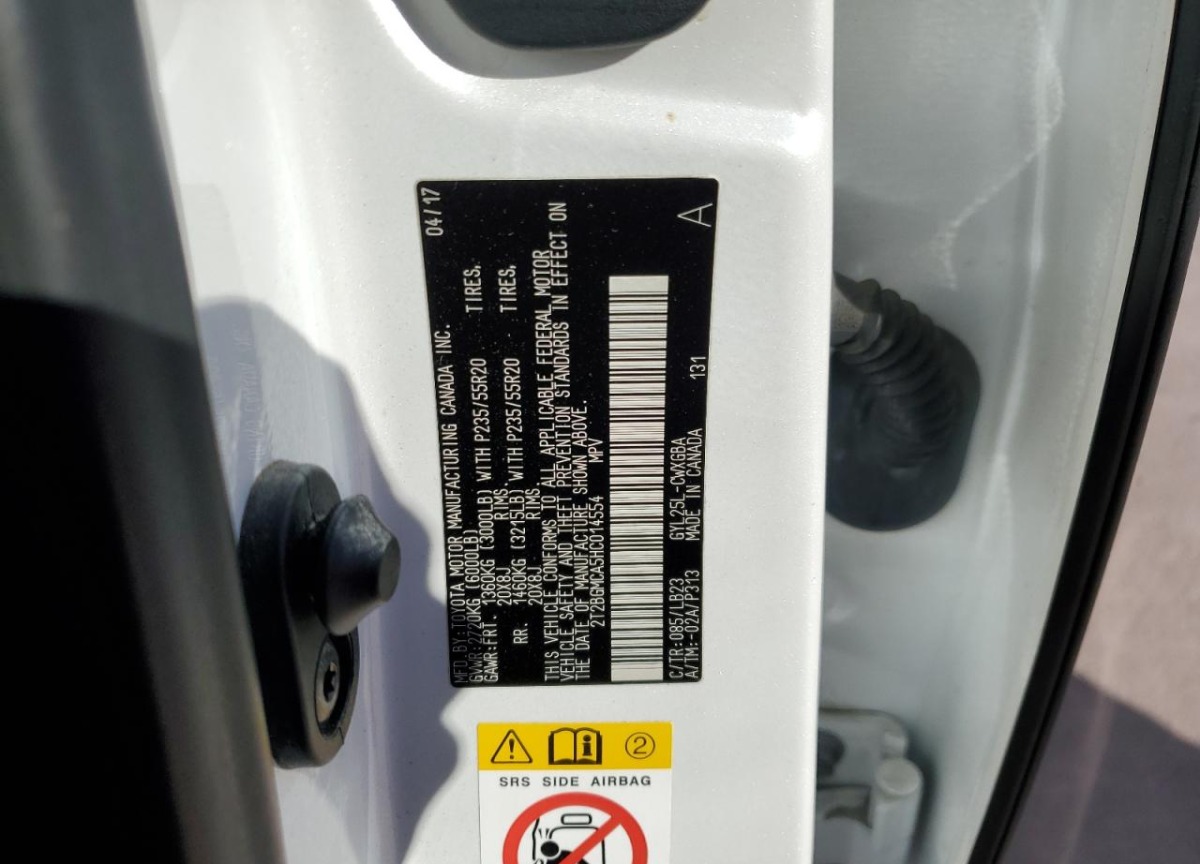 MFD.BY:TOYOTA MOTOR MANUFACTURING CANADA INC. 04/17
GVWR:2720KG (6000LB)
GAWR:FRT. 1360KG (3000LB) WITH P235/55R20 TIRES,
20X8J RIMS
RR. 1460KG (3215LB) WITH P235/55R20 TIRES,
20X8J RIMS
THIS VEHICLE CONFORMS TO ALL APPLICABLE FEDERAL MOTOR
VEHICLE SAFETY AND THEFT PREVENTION STANDARDS IN EFFECT ON
THE DATE OF MANUFACTURE SHOWN ABOVE.
2T2BGMCA5HC014554 MPV
C/TR:085/LB23 GYL25L-CWXGBA 131
A/TM:-02A/P313 MADE IN CANADA A
2
SRS SIDE AIRBAG